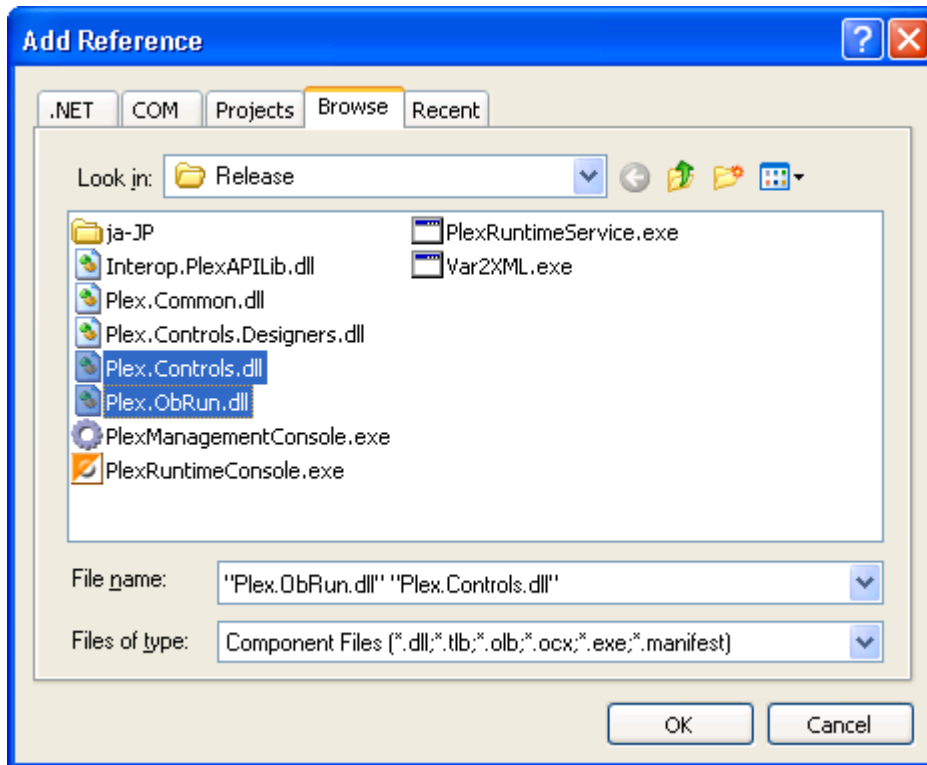 Add Reference
.NET COM Projects Browse Recent
Look in: Release
ja-JP
Interop.PlexAPILib.dll
Plex.Common.dll
Plex.Controls.Designers.dll
Plex.Controls.dll
Plex.ObRun.dll
PlexManagementConsole.exe
PlexRuntimeConsole.exe
PlexRuntimeService.exe
Var2XML.exe
File name: "Plex.ObRun.dll" "Plex.Controls.dll"
Files of type: Component Files (*.dll;*.tlb;*.olb;*.ocx;*.exe;*.manifest)
OK Cancel